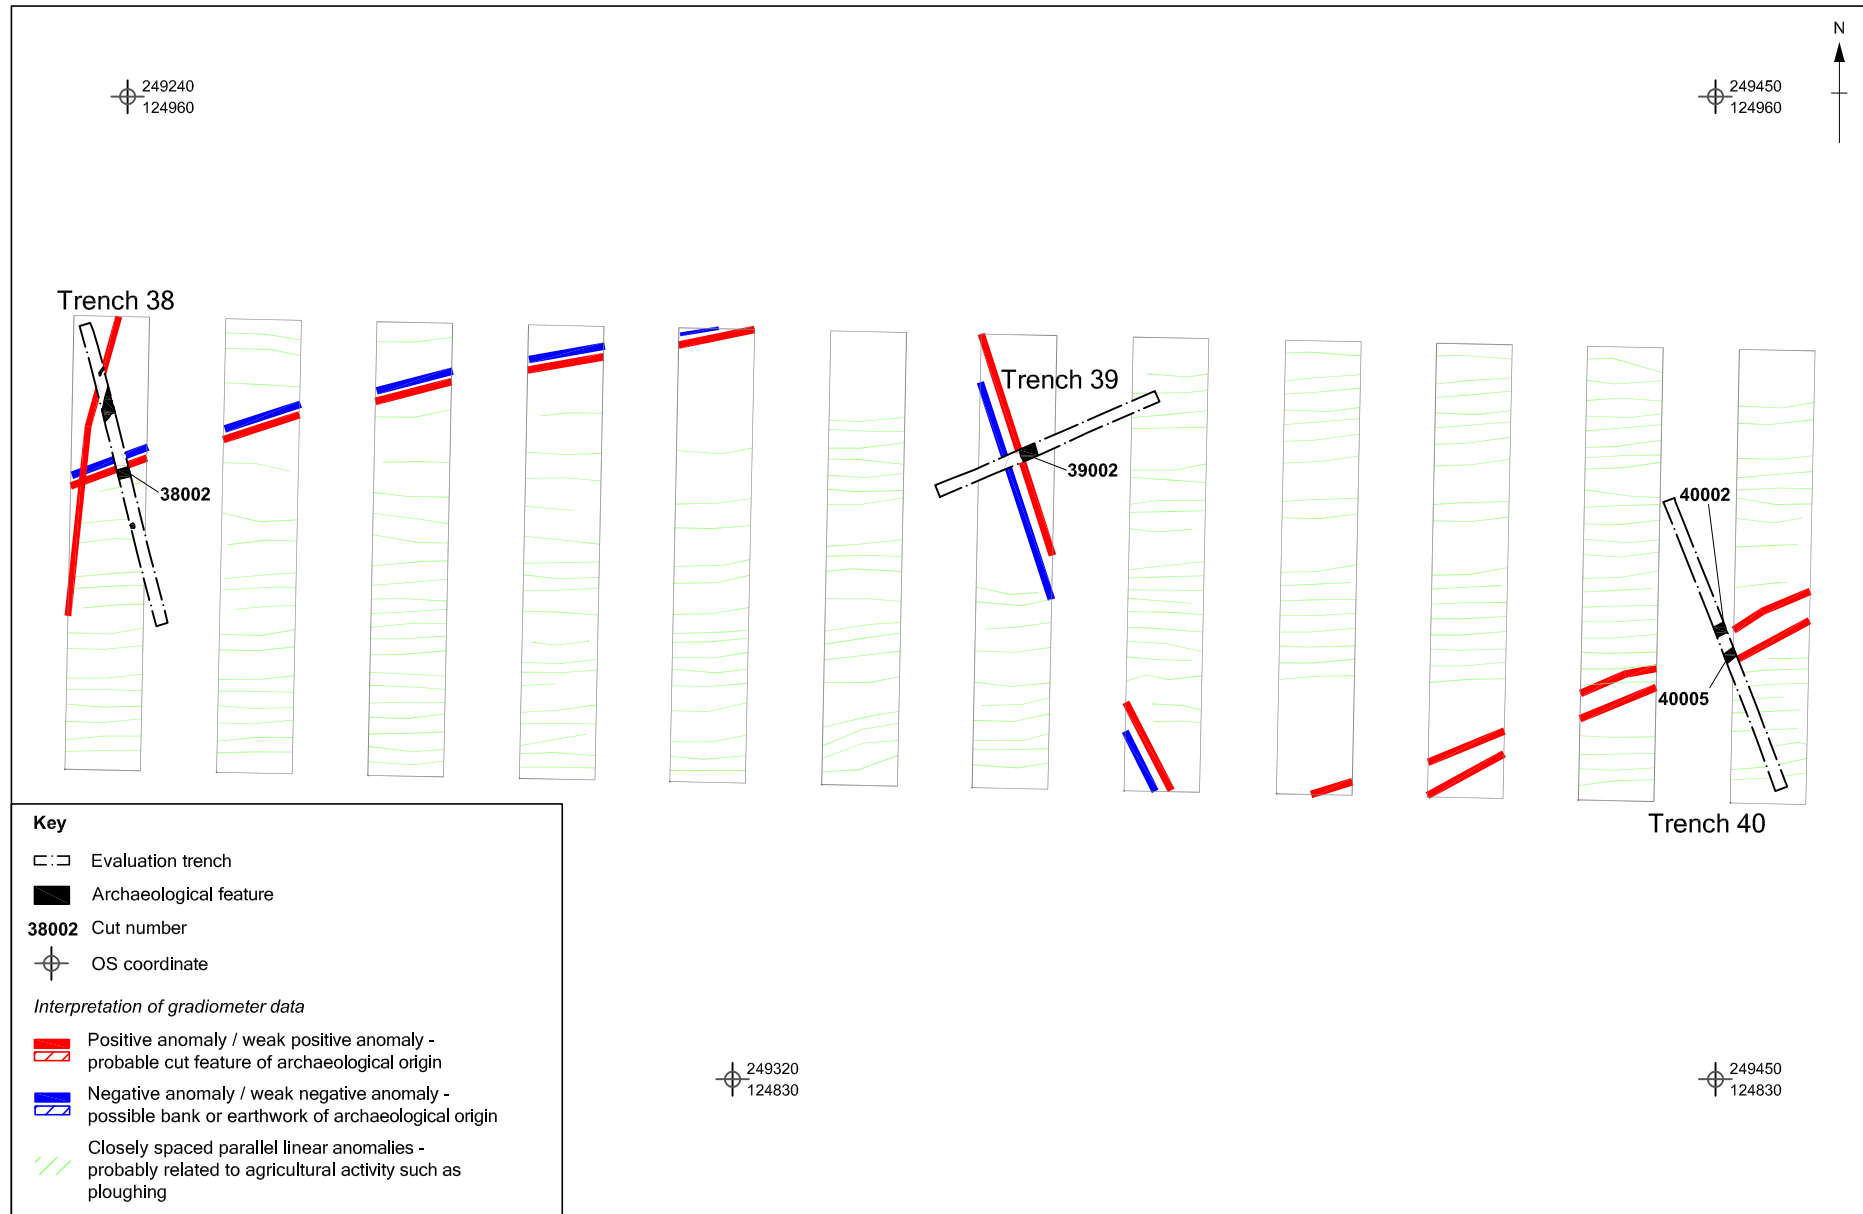 N
249240
124960
249450
124960
Trench 38
Trench 39
38002
39002
40002
40005
Trench 40
Key
Evaluation trench
Archaeological feature
38002 Cut number
OS coordinate
Interpretation of gradiometer data
Positive anomaly / weak positive anomaly -
probable cut feature of archaeological origin
Negative anomaly / weak negative anomaly -
possible bank or earthwork of archaeological origin
Closely spaced parallel linear anomalies -
probably related to agricultural activity such as
ploughing
249320
124830
249450
124830